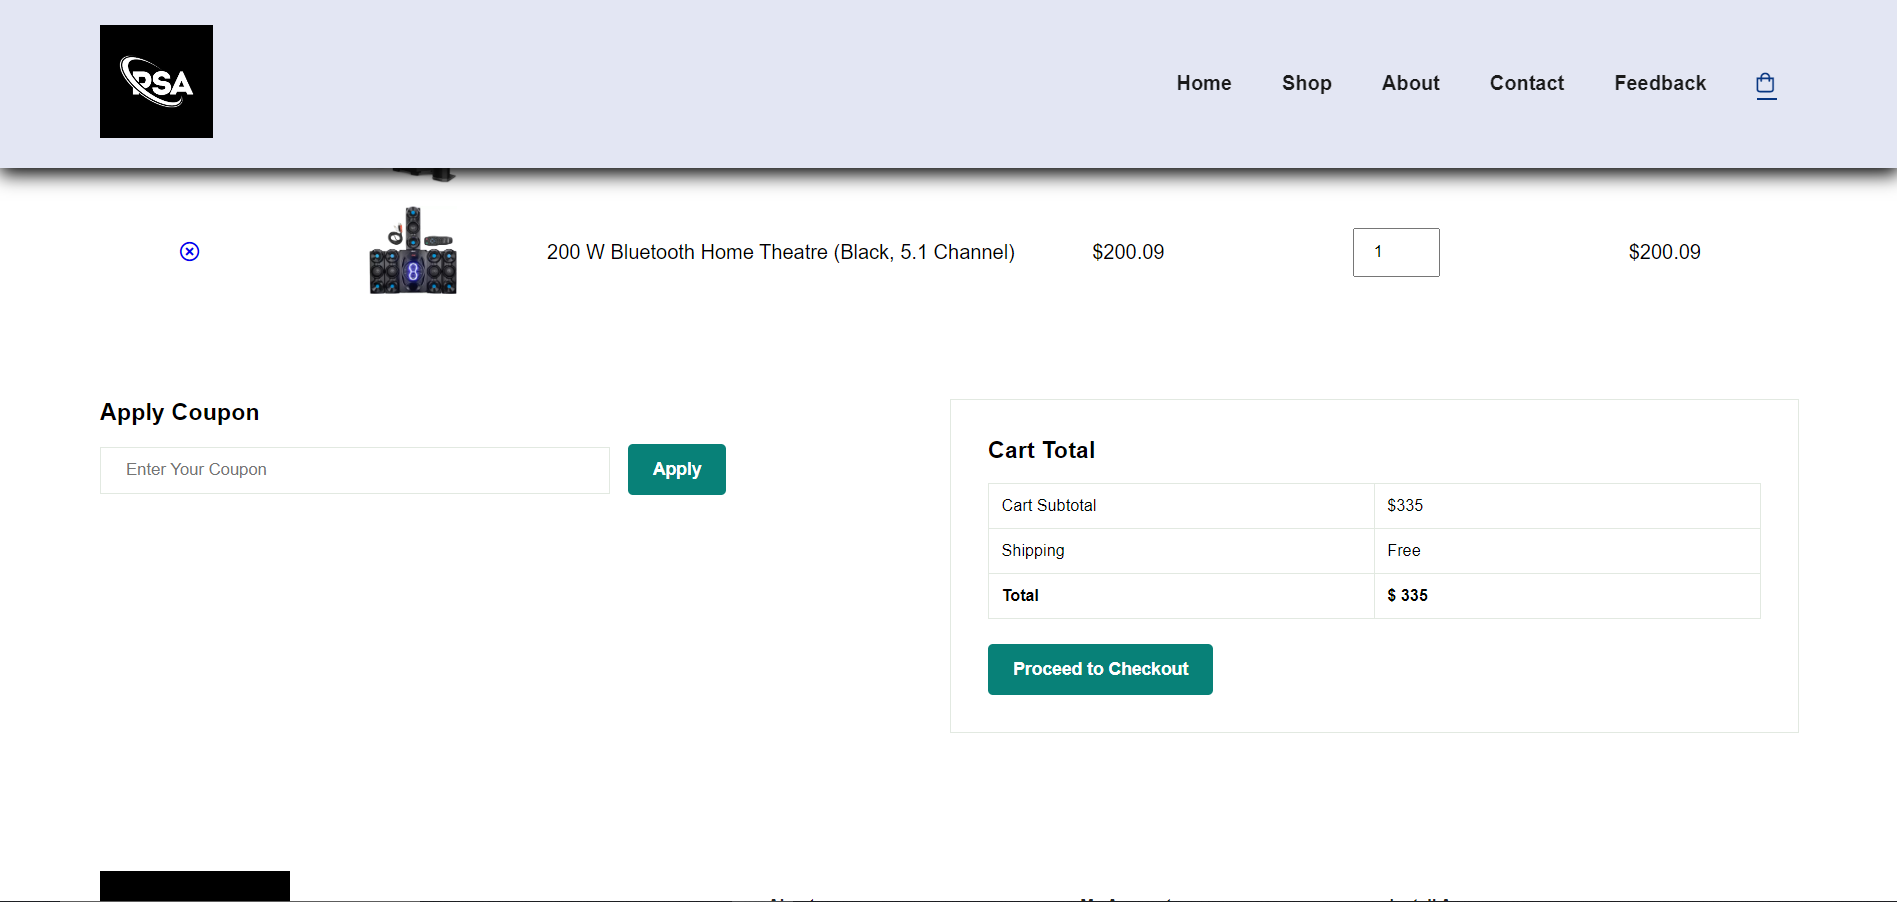 PSA
Home Shop About Contact Feedback
200 W Bluetooth Home Theatre (Black, 5.1 Channel) $200.09 1 $200.09
Apply Coupon
Enter Your Coupon Apply
Cart Total
Cart Subtotal $335
Shipping Free
Total $ 335
Proceed to Checkout